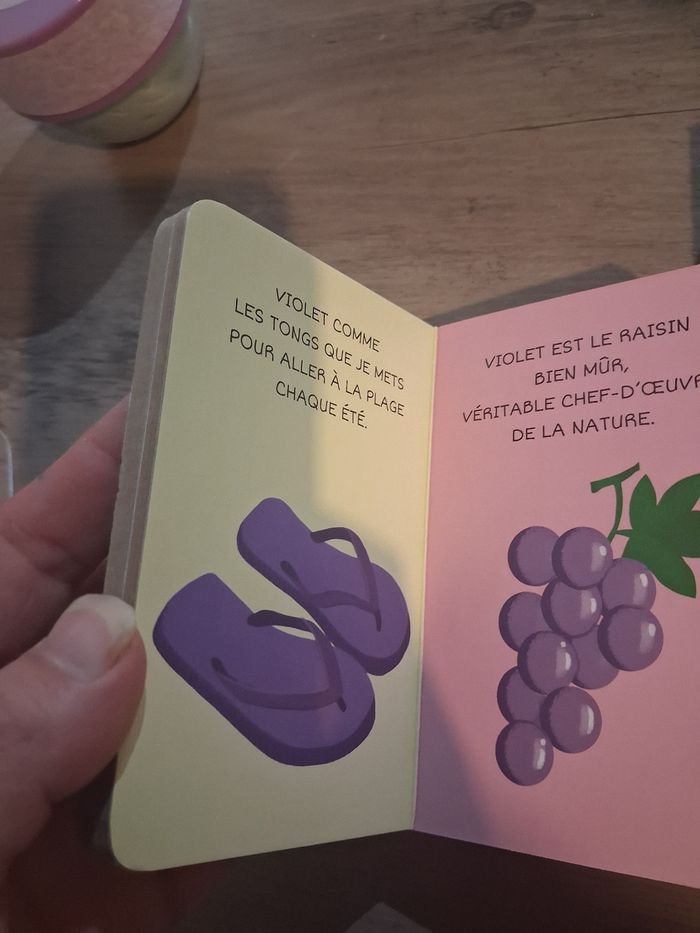 VIOLET COMME
LES TONGS QUE JE METS
POUR ALLER À LA PLAGE
CHAQUE ÉTÉ.
VIOLET EST LE RAISIN
BIEN MÛR,
VÉRITABLE CHEF-D'ŒUVR
DE LA NATURE.